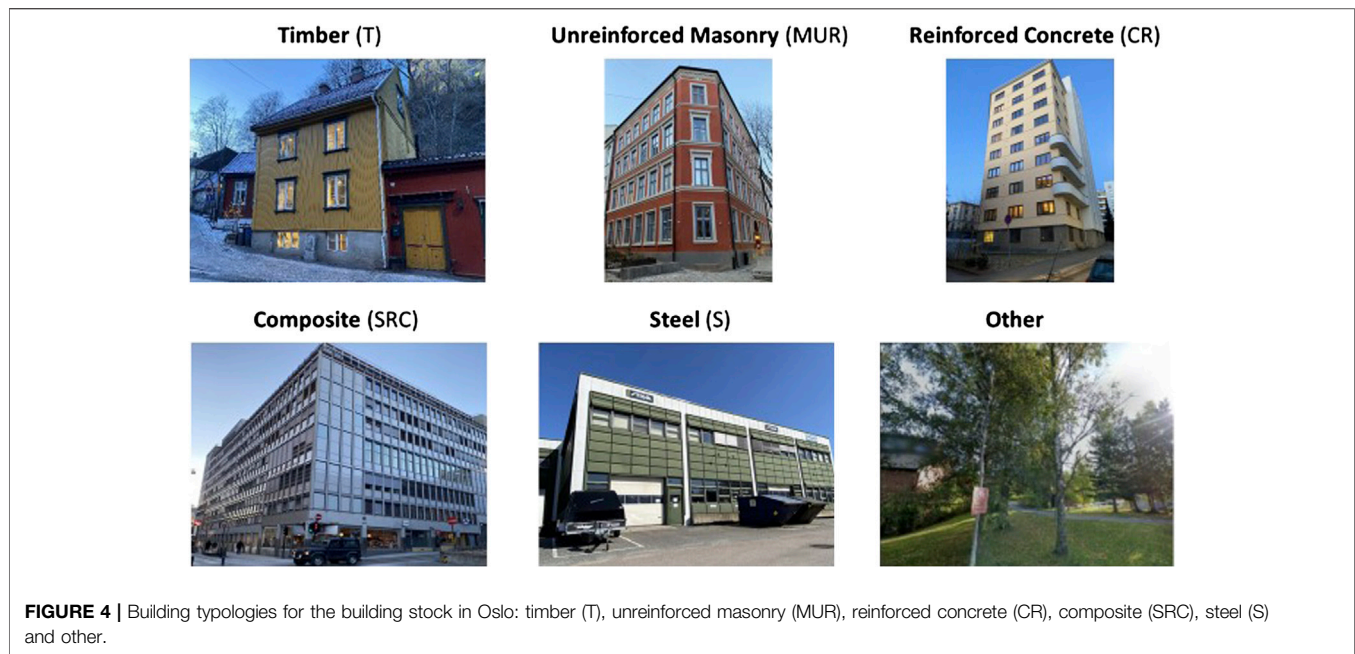 Timber (T)
Unreinforced Masonry (MUR)
Reinforced Concrete (CR)
Composite (SRC)
Steel (S)
Other
FIGURE 4 | Building typologies for the building stock in Oslo: timber (T), unreinforced masonry (MUR), reinforced concrete (CR), composite (SRC), steel (S)
and other.